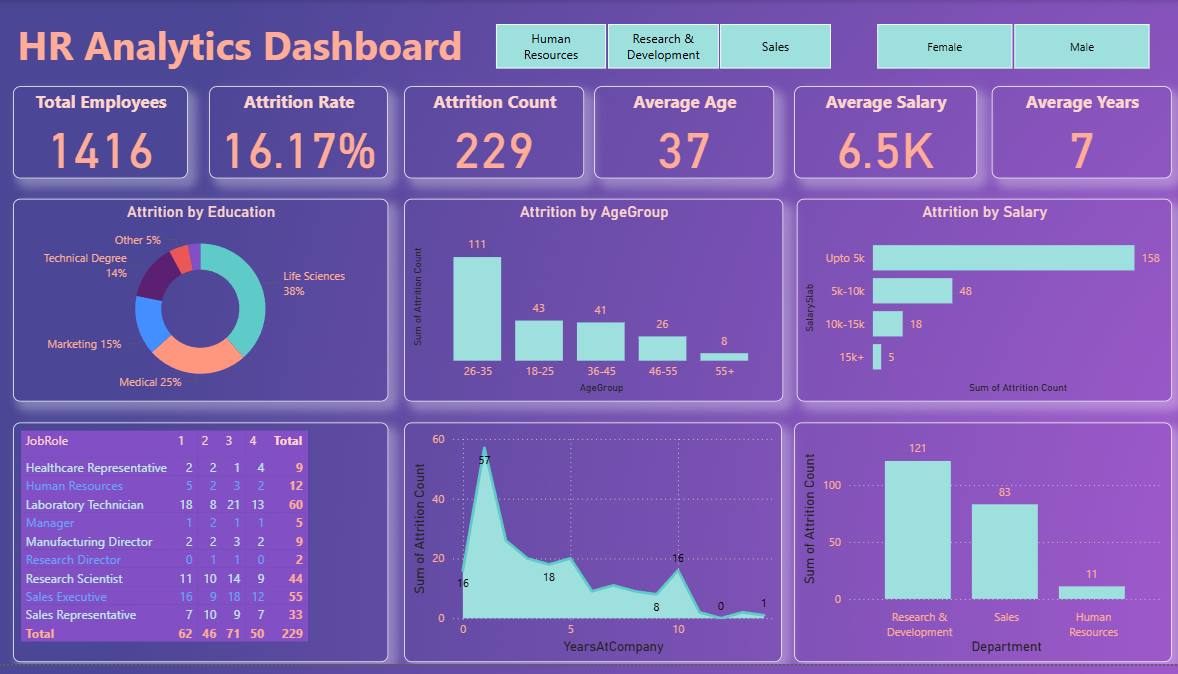 HR Analytics Dashboard
Human
Resources
Research &
Development
Sales
Female
Male
Total Employees
1416
Attrition Rate
16.17%
Attrition Count
229
Average Age
37
Average Salary
6.5K
Average Years
7
Attrition by Education
Other 5%
Technical Degree
14%
Life Sciences
38%
Marketing 15%
Medical 25%
Attrition by AgeGroup
Sum of Attrition Count
111
43
41
26
8
26-35
18-25
36-45
46-55
55+
AgeGroup
Attrition by Salary
SalarySlab
Upto 5k 158
5k-10k 48
10k-15k 18
15k+ 5
Sum of Attrition Count
JobRole 1 2 3 4 Total
Healthcare Representative 2 2 1 4 9
Human Resources 5 2 3 2 12
Laboratory Technician 18 8 21 13 60
Manager 1 2 1 1 5
Manufacturing Director 2 2 3 2 9
Research Director 0 1 1 0 2
Research Scientist 11 10 14 9 44
Sales Executive 16 9 18 12 55
Sales Representative 7 10 9 7 33
Total 62 46 71 50 229
Sum of Attrition Count
60
40
20
0
16
57
18
8
16
0
1
0
5
10
YearsAtCompany
Sum of Attrition Count
100
50
0
121
83
11
Research &
Development
Sales
Human
Resources
Department